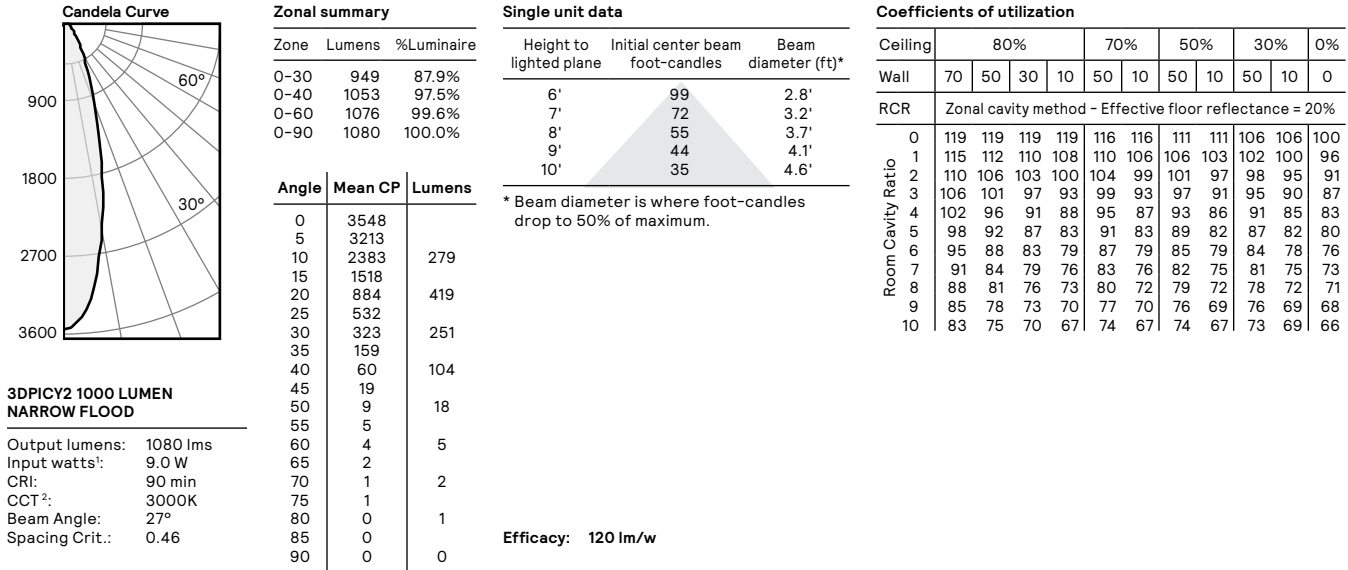 Candela Curve
60°
900
1800
30°
2700
3600
3DPICY2 1000 LUMEN
NARROW FLOOD
Output lumens: 1080 lms
Input watts¹: 9.0 W
CRI: 90 min
CCT ²: 3000K
Beam Angle: 27°
Spacing Crit.: 0.46
Zonal summary
Zone Lumens %Luminaire
0-30 949 87.9%
0-40 1053 97.5%
0-60 1076 99.6%
0-90 1080 100.0%
Angle Mean CP Lumens
0 3548
5 3213
10 2383 279
15 1518
20 884 419
25 532
30 323 251
35 159
40 60 104
45 19
50 9 18
55 5
60 4 5
65 2
70 1 2
75 1
80 0 1
85 0
90 0 0
Single unit data
Height to Initial center beam Beam
lighted plane foot-candles diameter (ft)*
6' 99 2.8'
7' 72 3.2'
8' 55 3.7'
9' 44 4.1'
10' 35 4.6'
* Beam diameter is where foot-candles
drop to 50% of maximum.
Efficacy: 120 lm/w
Coefficients of utilization
Ceiling 80% 70% 50% 30% 0%
Wall 70 50 30 10 50 10 50 10 50 10 0
RCR Zonal cavity method - Effective floor reflectance = 20%
Room Cavity Ratio
0 119 119 119 119 116 116 111 111 106 106 100
1 115 112 110 108 110 106 106 103 102 100 96
2 110 106 103 100 104 99 101 97 98 95 91
3 106 101 97 93 99 93 97 91 95 90 87
4 102 96 91 88 95 87 93 86 91 85 83
5 98 92 87 83 91 83 89 82 87 82 80
6 95 88 83 79 87 79 85 79 84 78 76
7 91 84 79 76 83 76 82 75 81 75 73
8 88 81 76 73 80 72 79 72 78 72 71
9 85 78 73 70 77 70 76 69 76 69 68
10 83 75 70 67 74 67 74 67 73 69 66